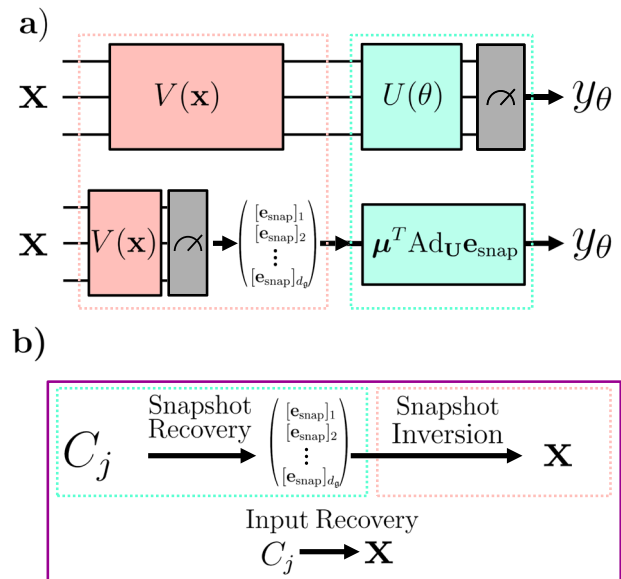 a)
x V(x) U(θ) y_θ
x V(x) ( [e_snap]_1 [e_snap]_2 ⋮ [e_snap]_{d_𝔤} ) μ^T Ad_U e_snap y_θ
b)
Snapshot Recovery
Snapshot Inversion
C_j ( [e_snap]_1 [e_snap]_2 ⋮ [e_snap]_{d_𝔤} ) x
Input Recovery
C_j x